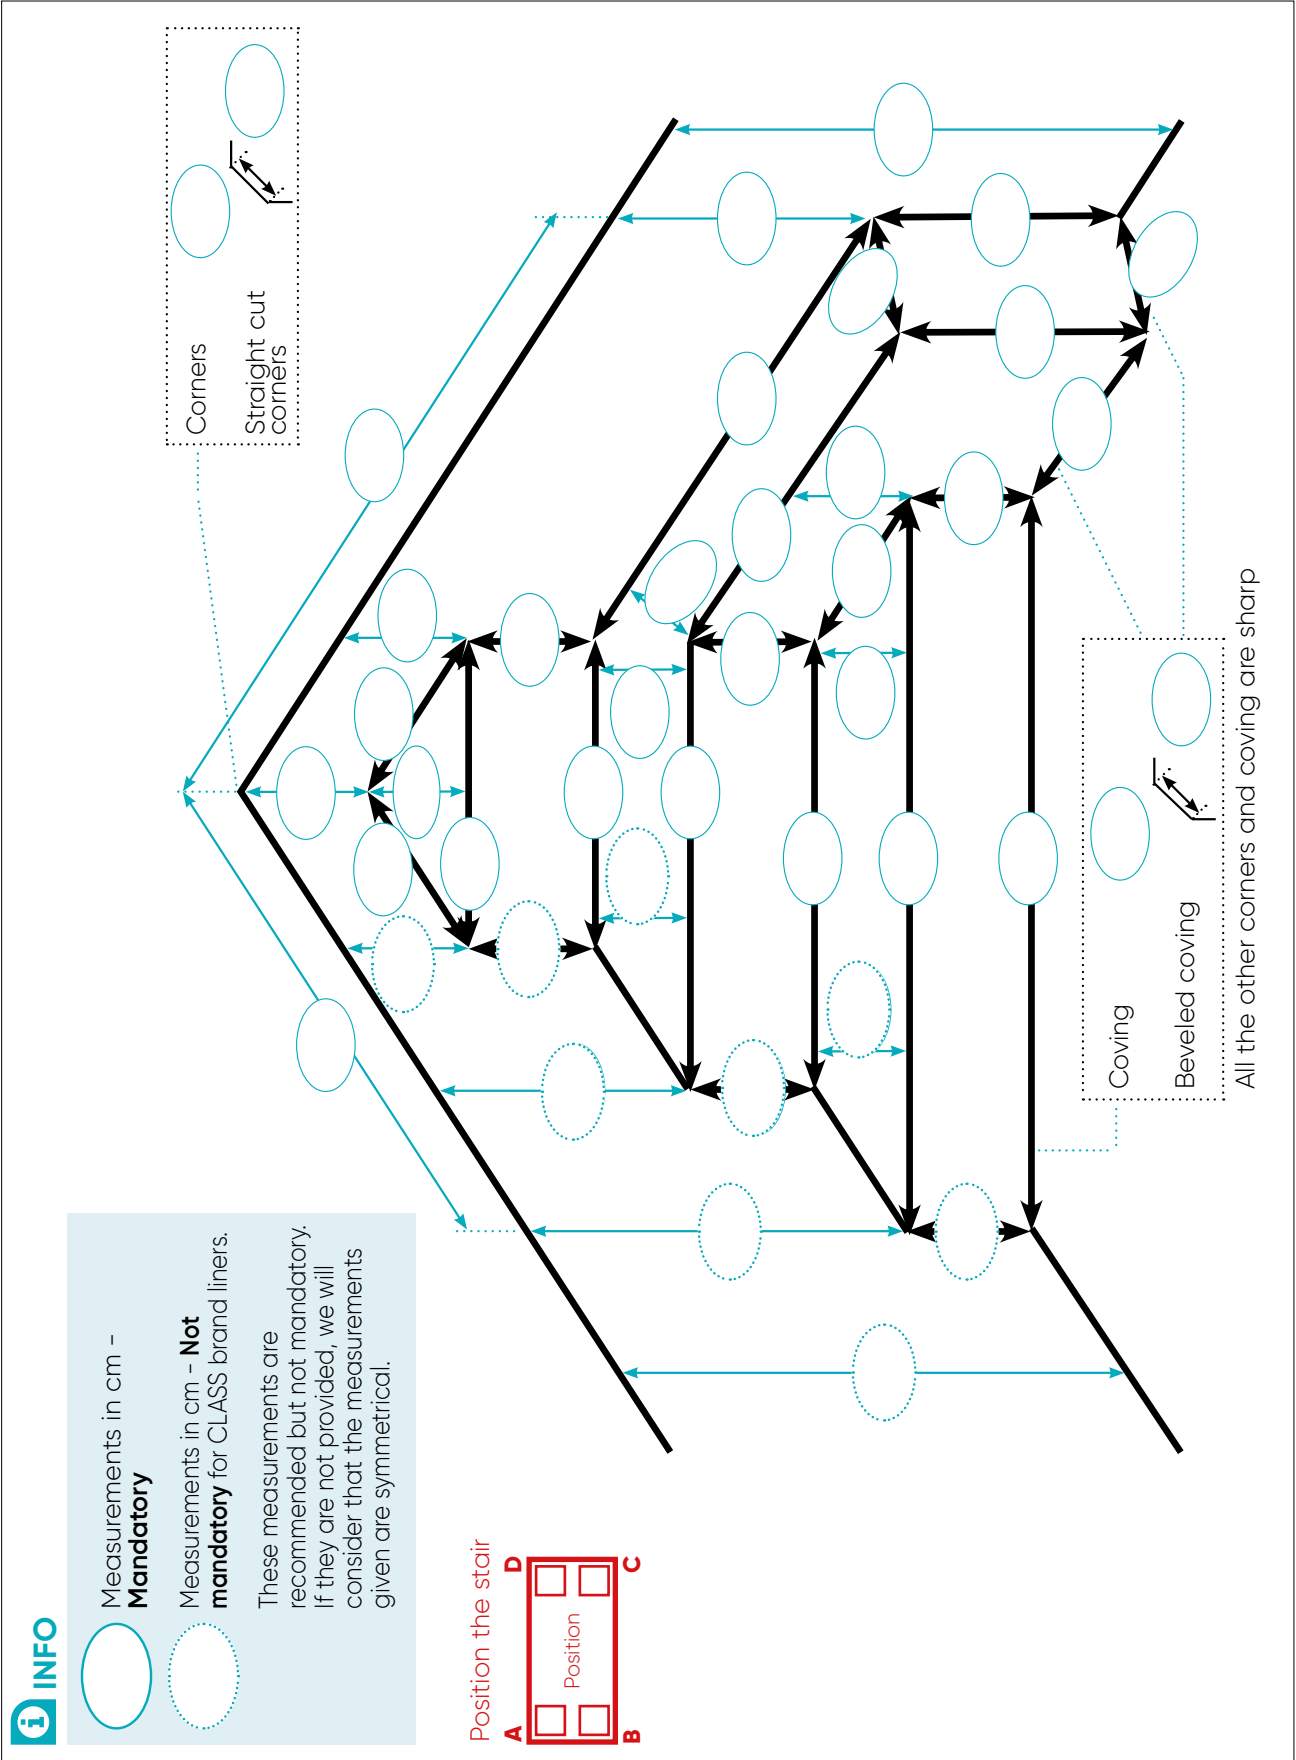 i INFO
Measurements in cm -
Mandatory
Measurements in cm - Not
mandatory for CLASS brand liners.
These measurements are
recommended but not mandatory.
If they are not provided, we will
consider that the measurements
given are symmetrical.
Position the stair
A D
Position
B C
Corners
Straight cut
corners
Coving
Beveled coving
All the other corners and coving are sharp